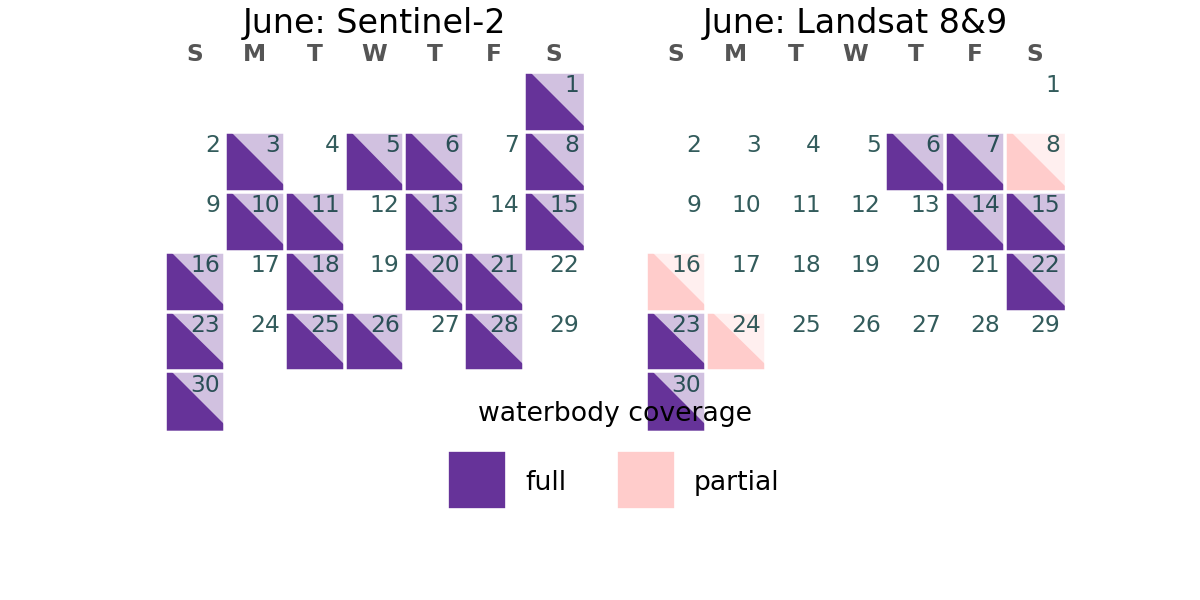 June: Sentinel-2
S M T W T F S
1
2 3 4 5 6 7 8
9 10 11 12 13 14 15
16 17 18 19 20 21 22
23 24 25 26 27 28 29
30
June: Landsat 8&9
S M T W T F S
1
2 3 4 5 6 7 8
9 10 11 12 13 14 15
16 17 18 19 20 21 22
23 24 25 26 27 28 29
30
waterbody coverage
full partial